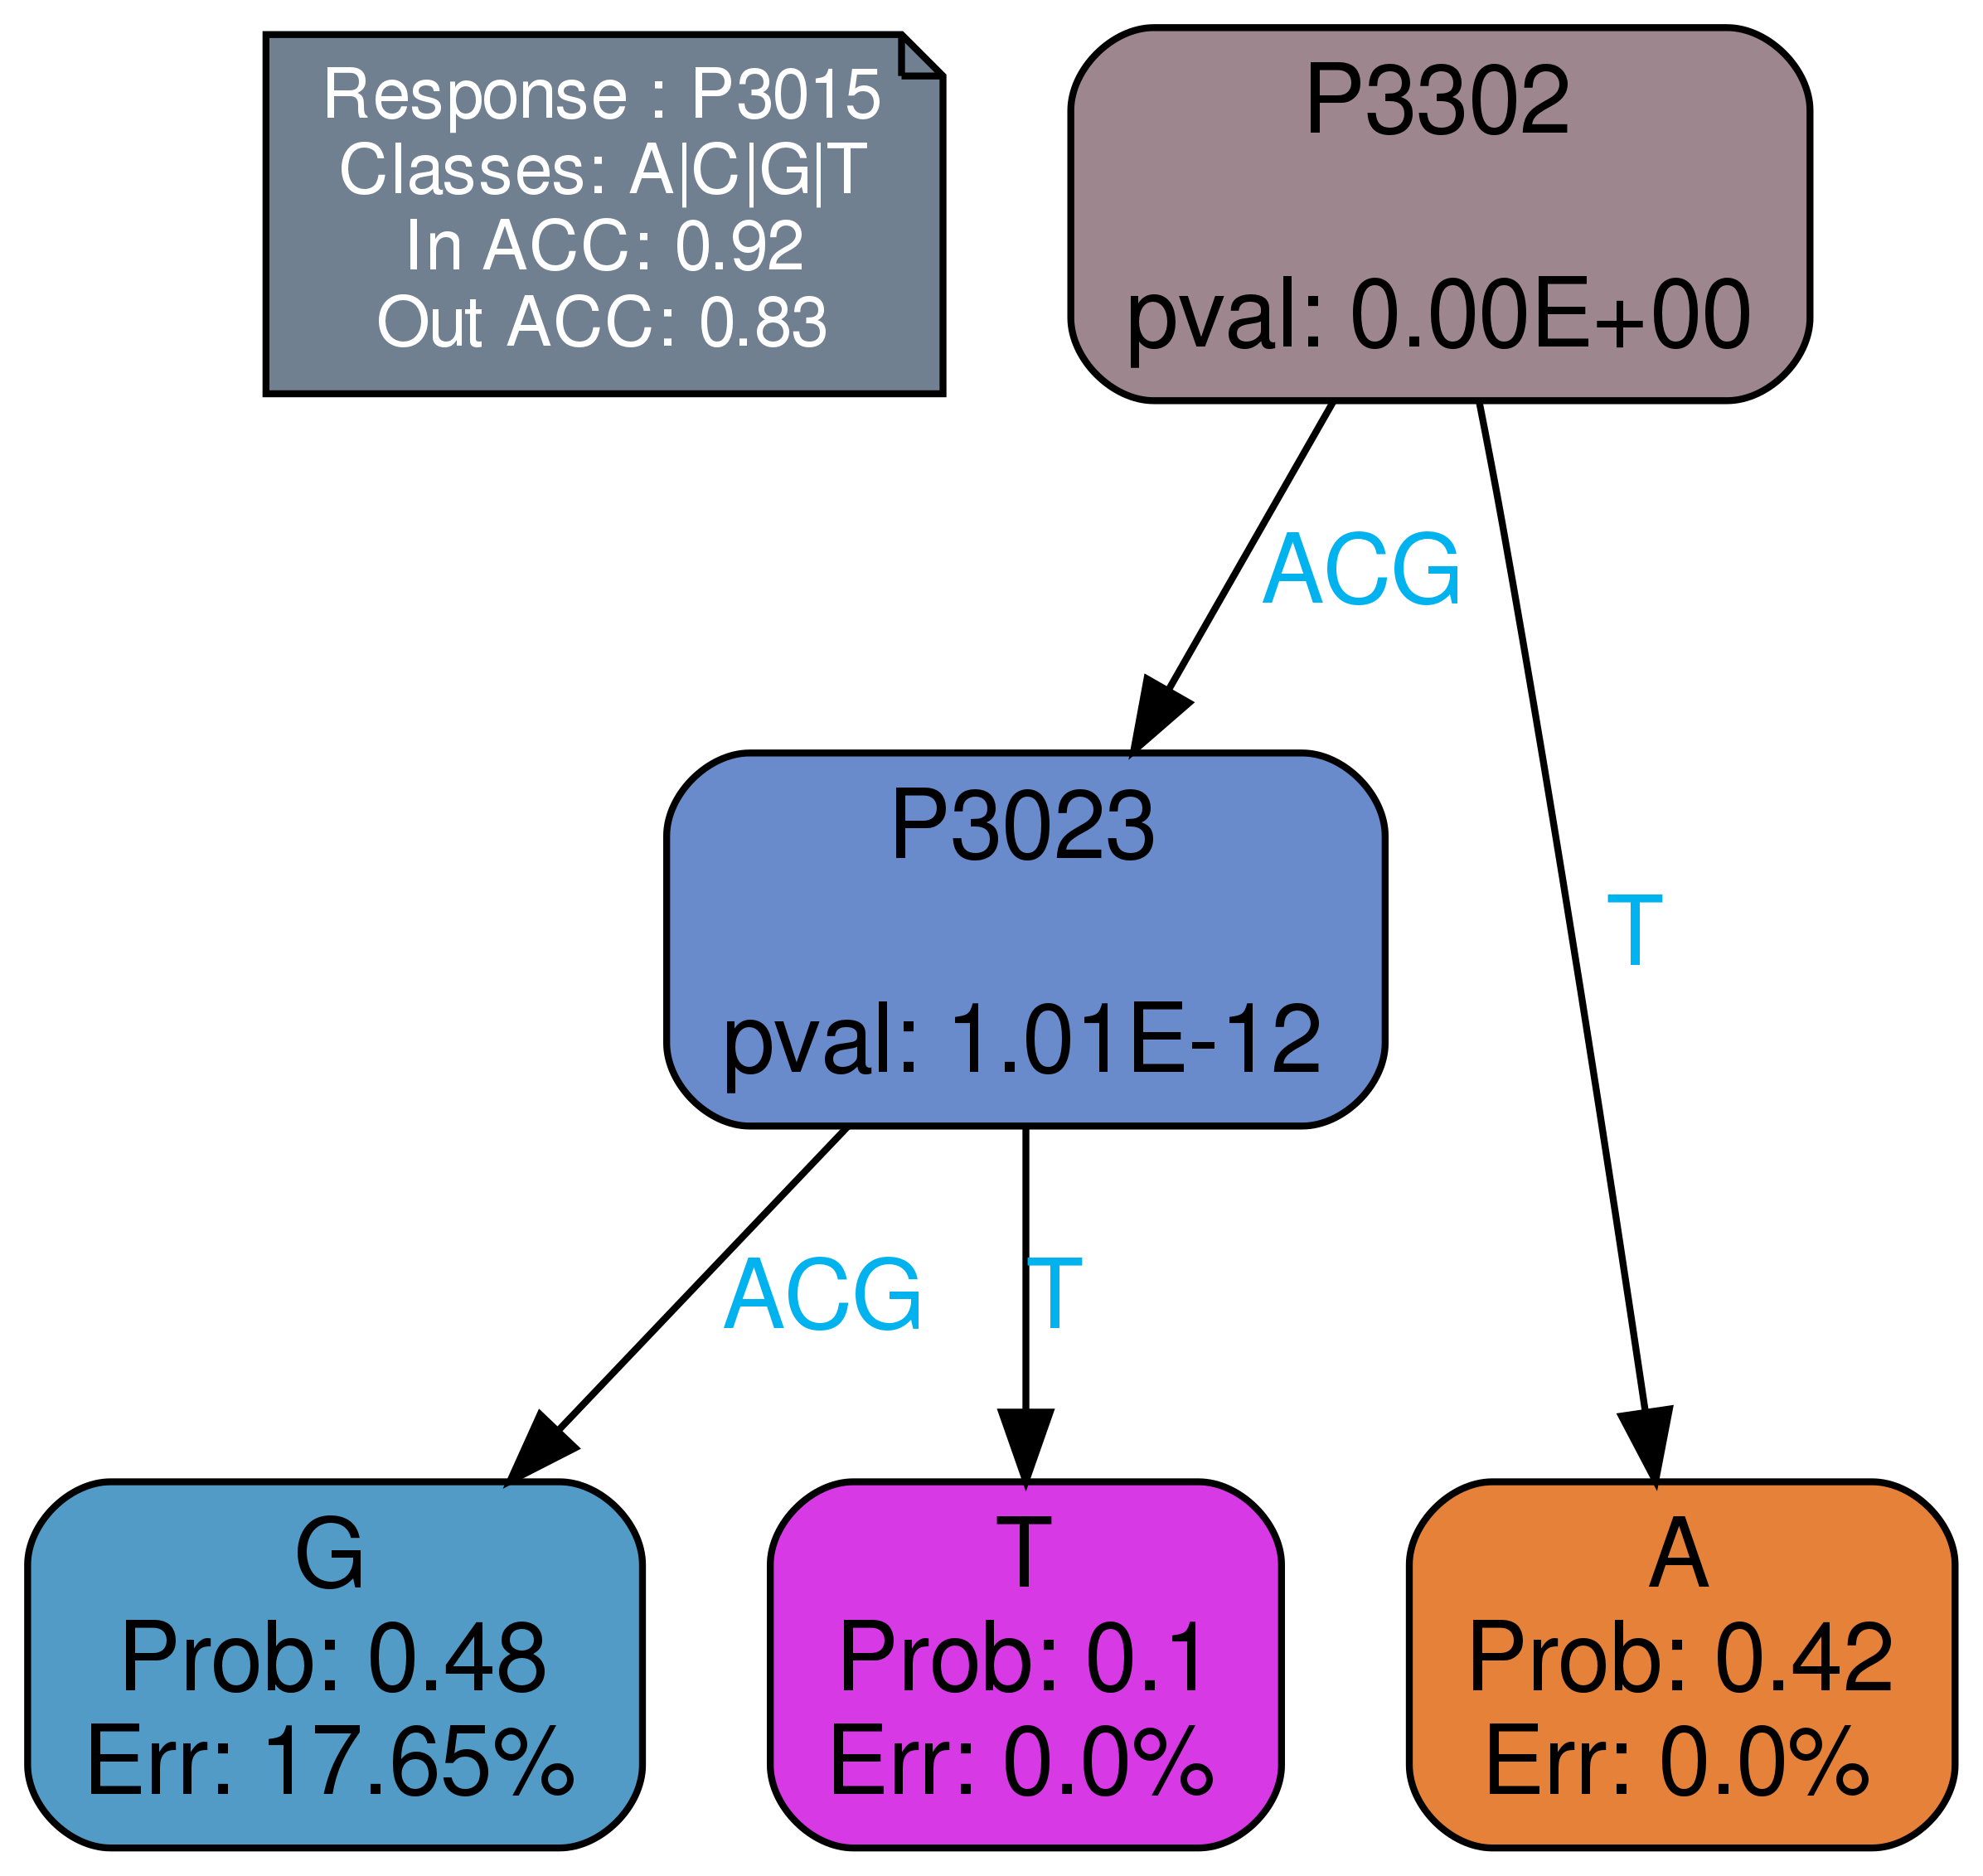 Response : P3015
Classes: A|C|G|T
In ACC: 0.92
Out ACC: 0.83
P3302
pval: 0.00E+00
ACG
T
P3023
pval: 1.01E-12
ACG
T
G
Prob: 0.48
Err: 17.65%
T
Prob: 0.1
Err: 0.0%
A
Prob: 0.42
Err: 0.0%